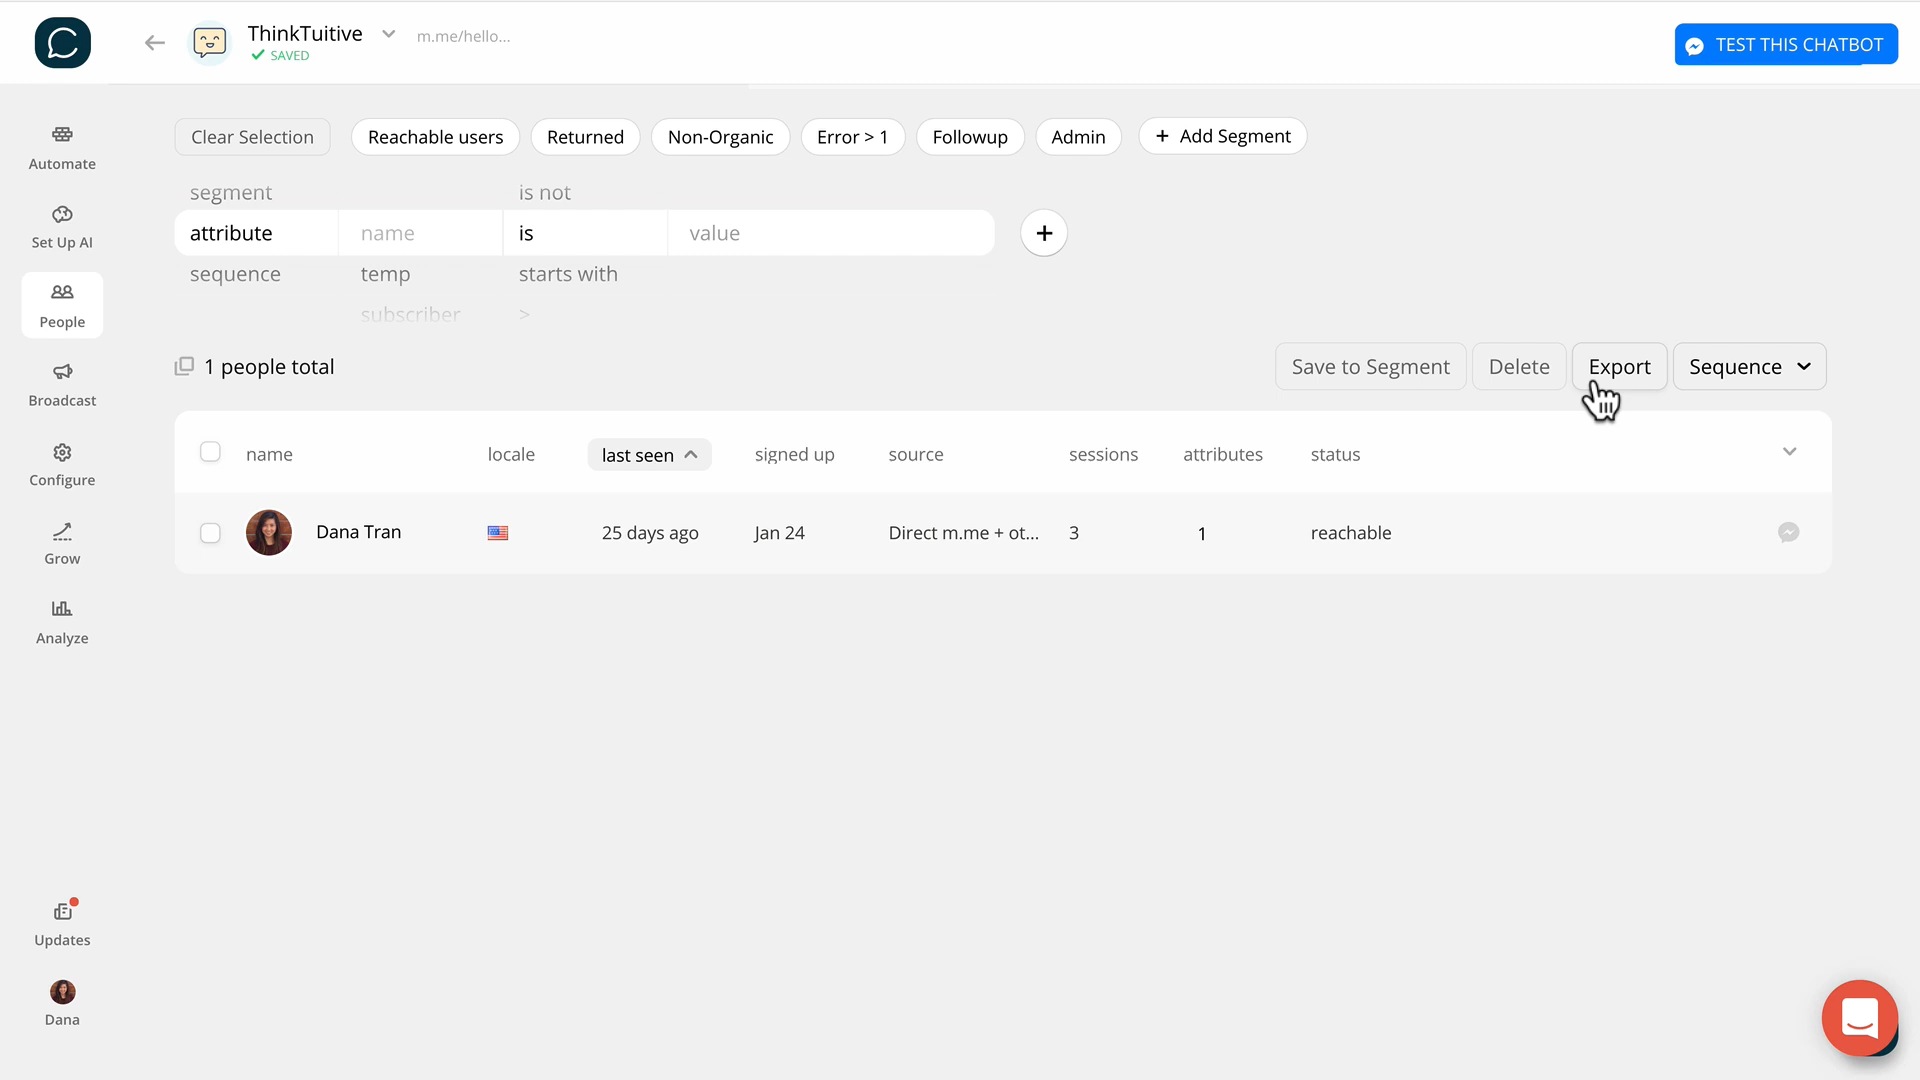 ThinkTuitive
m.me/hello...
SAVED
TEST THIS CHATBOT
Clear Selection
Reachable users
Returned
Non-Organic
Error > 1
Followup
Admin
+ Add Segment
segment
is not
attribute
name
is
value
+
sequence
temp
starts with
subscriber
>
1 people total
Save to Segment
Delete
Export
Sequence
name
locale
last seen
signed up
source
sessions
attributes
status
Dana Tran
25 days ago
Jan 24
Direct m.me + ot...
3
1
reachable
Automate
Set Up AI
People
Broadcast
Configure
Grow
Analyze
Updates
Dana